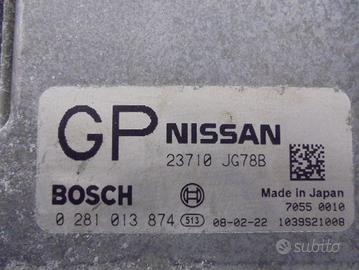 GP NISSAN
23710 JG78B
BOSCH
Made in Japan
7055 0010
0 281 013 874 513 08-02-22 1039S21008
subito